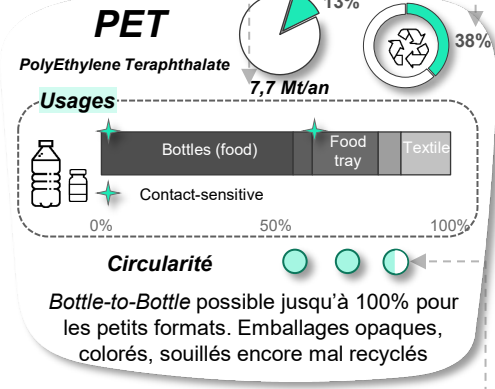 13%
PET
PolyEthylene Teraphthalate
7,7 Mt/an
38%
Usages
Bottles (food)
Food
tray
Textile
Contact-sensitive
0%
50%
100%
Circularité
Bottle-to-Bottle possible jusqu'à 100% pour
les petits formats. Emballages opaques,
colorés, souillés encore mal recyclés